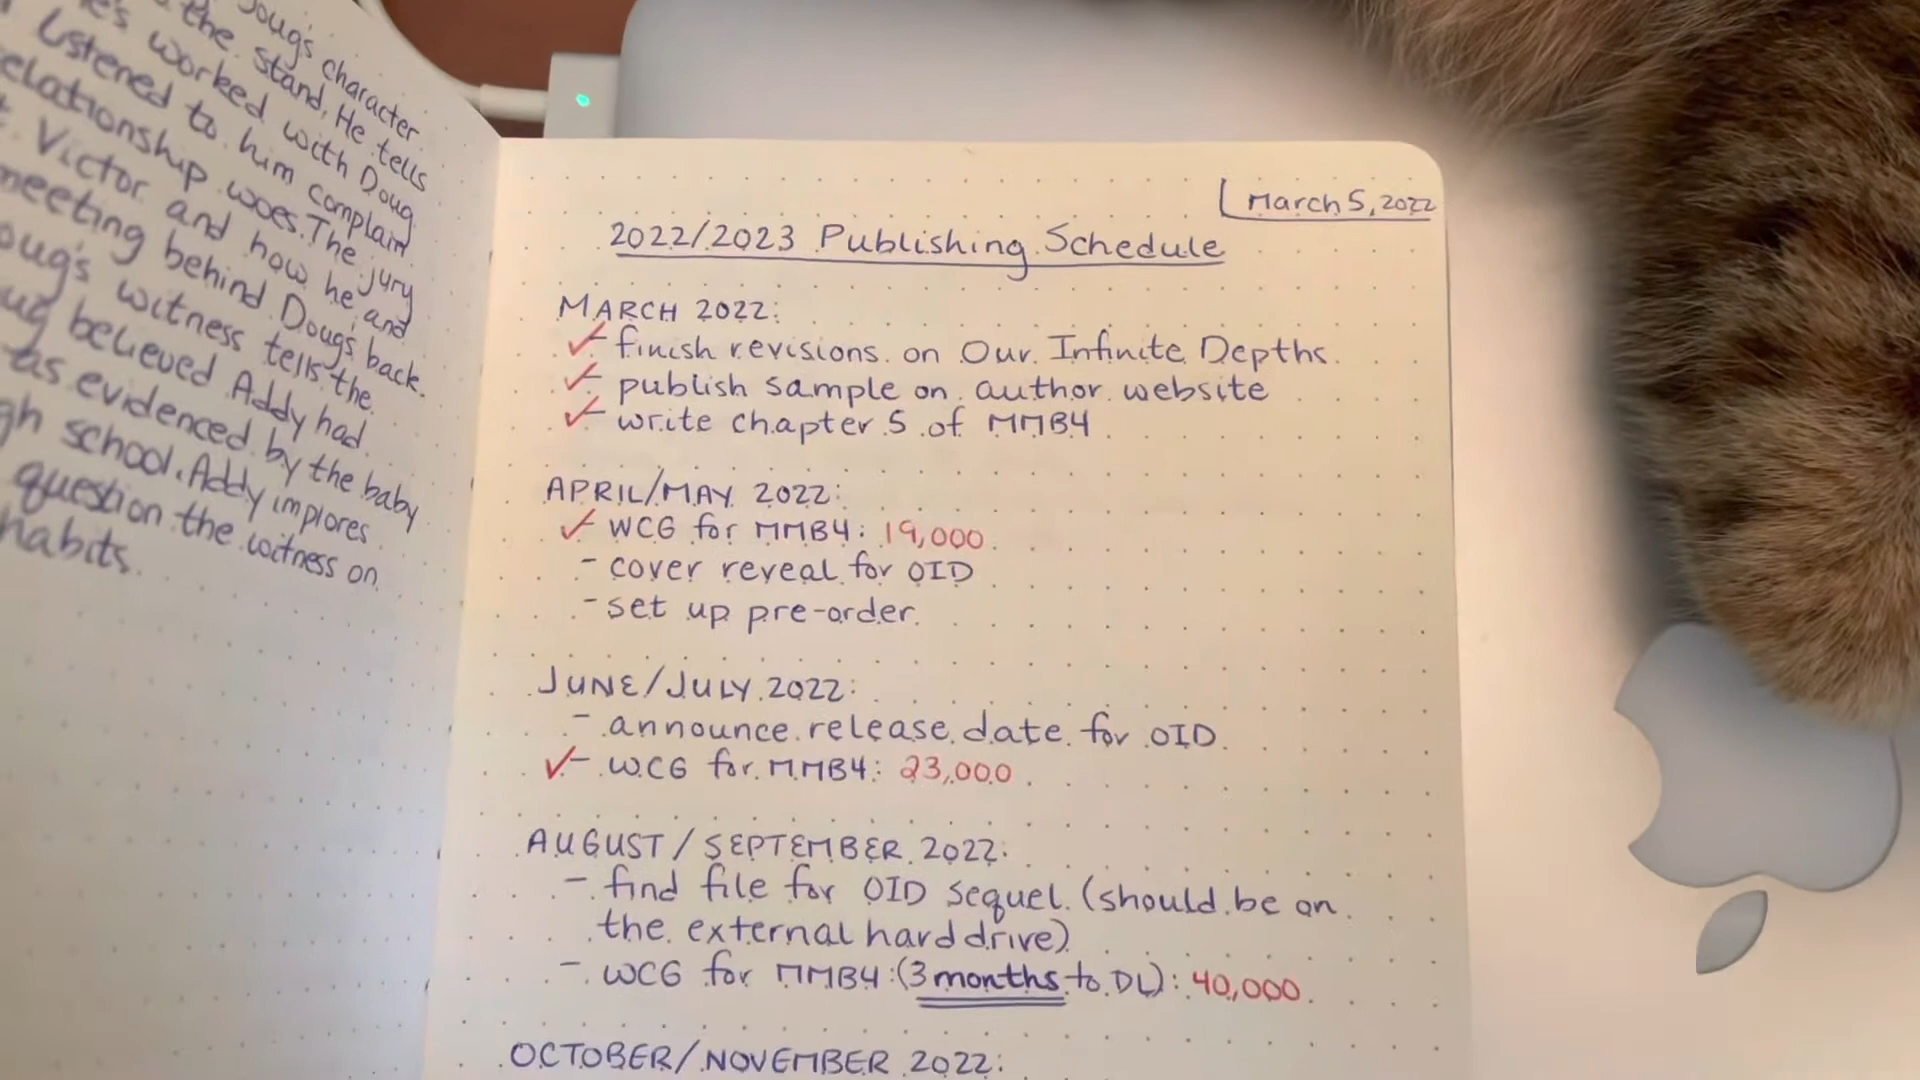 Doug's character
the stand. He tells
he's worked with Doug
listened to him complain
relationship woes. The jury
Victor and how he and
meeting behind Doug's back.
Doug's witness tells the
believed Addy had
as evidenced by the baby
school. Addy implores
question the witness on
habits.
March 5, 2022
2022/2023 Publishing Schedule
MARCH 2022:
✓- finish revisions on Our Infinite Depths
✓- publish sample on author website
✓- write chapter 5 of MMB4
APRIL/MAY 2022:
✓- WCG for MMB4: 19,000
- cover reveal for OID
- set up pre-order
JUNE/JULY 2022:
- announce release date for OID
✓- WCG for MMB4: 23,000
AUGUST/SEPTEMBER 2022:
- find file for OID sequel (should be on
the external hard drive)
- WCG for MMB4: (3 months to DL): 40,000
OCTOBER/NOVEMBER 2022: